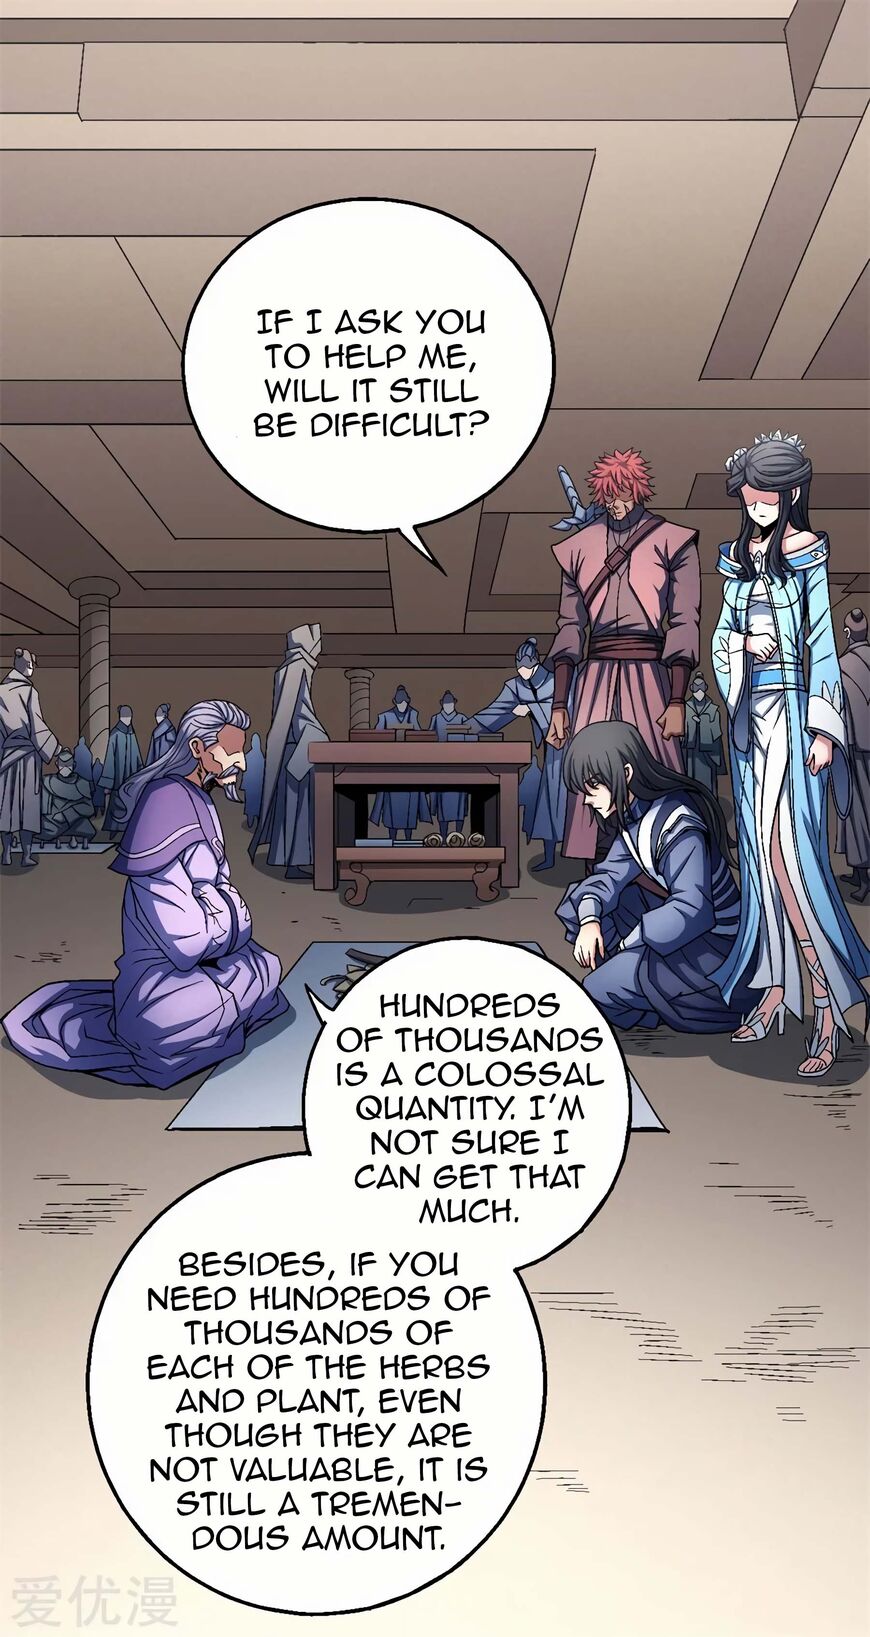 IF I ASK YOU
TO HELP ME,
WILL IT STILL
BE DIFFICULT?
HUNDREDS
OF THOUSANDS
IS A COLOSSAL
QUANTITY. I'M
NOT SURE I
CAN GET THAT
MUCH.
BESIDES, IF YOU
NEED HUNDREDS OF
THOUSANDS OF
EACH OF THE HERBS
AND PLANT, EVEN
THOUGH THEY ARE
NOT VALUABLE, IT IS
STILL A TREMEN-
DOUS AMOUNT.
爱优漫